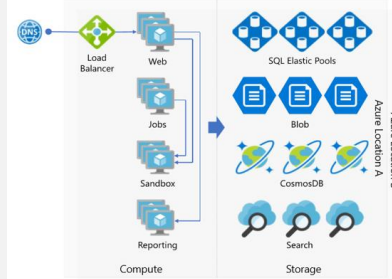 DNS
Load
Balancer
Web
SQL Elastic Pools
Jobs
Blob
Sandbox
CosmosDB
Reporting
Search
Compute
Storage
Azure Location A